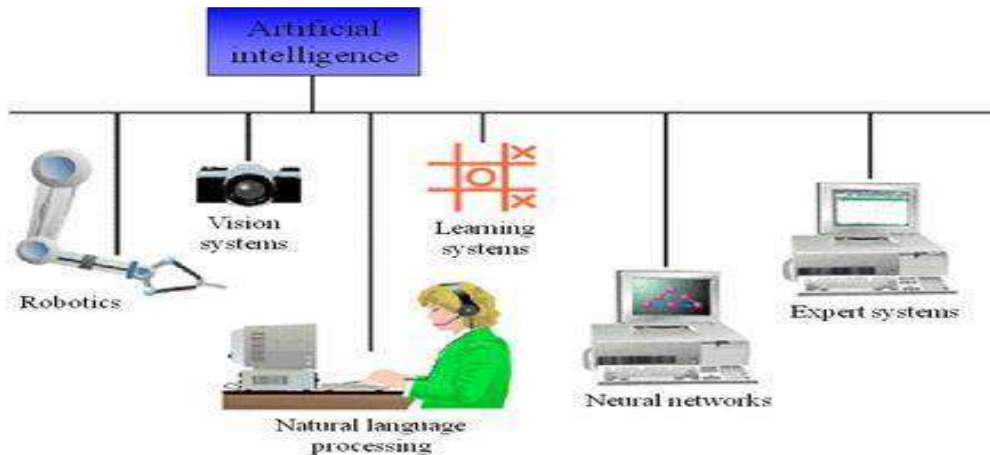 Artificial
intelligence
Vision
systems
Learning
systems
Robotics
Expert systems
Neural networks
Natural language
processing